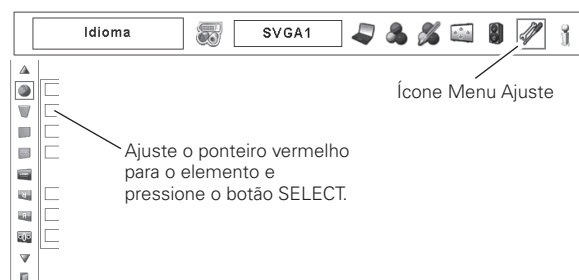 Idioma
SVGA1
Ícone Menu Ajuste
Ajuste o ponteiro vermelho
para o elemento e
pressione o botão SELECT.